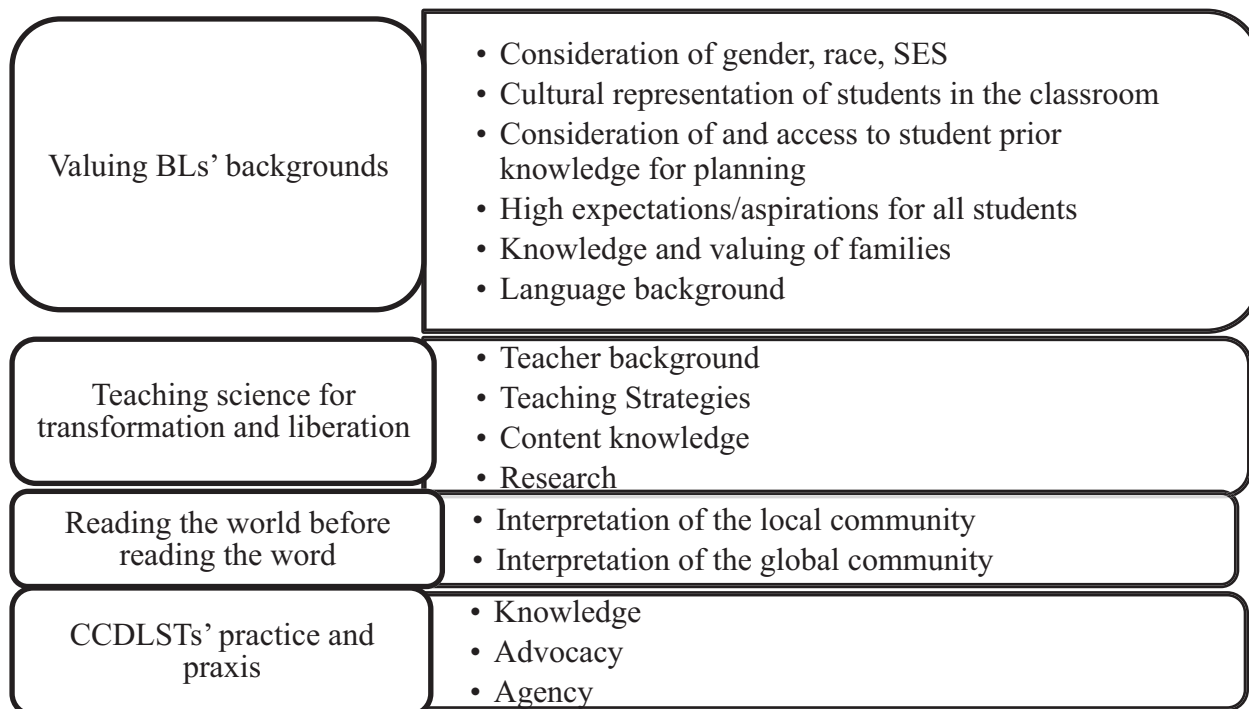 Valuing BLs’ backgrounds
• Consideration of gender, race, SES
• Cultural representation of students in the classroom
• Consideration of and access to student prior
knowledge for planning
• High expectations/aspirations for all students
• Knowledge and valuing of families
• Language background
Teaching science for
transformation and liberation
• Teacher background
• Teaching Strategies
• Content knowledge
• Research
Reading the world before
reading the word
• Interpretation of the local community
• Interpretation of the global community
CCDLSTs’ practice and
praxis
• Knowledge
• Advocacy
• Agency